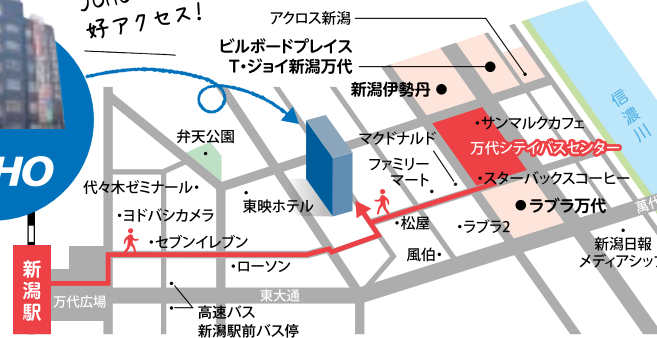 好アクセス!
アクロス新潟
ビルボードプレイス
T・ジョイ新潟万代
新潟伊勢丹
信濃川
弁天公園
マクドナルド
サンマルクカフェ
万代シテイバスセンター
ファミリー
マート
スターバックスコーヒー
代々木ゼミナール
東映ホテル
ラブラ万代
萬代
HO
ヨドバシカメラ
松屋
ラブラ2
セブンイレブン
風伯
新潟日報
メディアシップ
ローソン
新潟駅
万代広場
東大通
高速バス
新潟駅前バス停